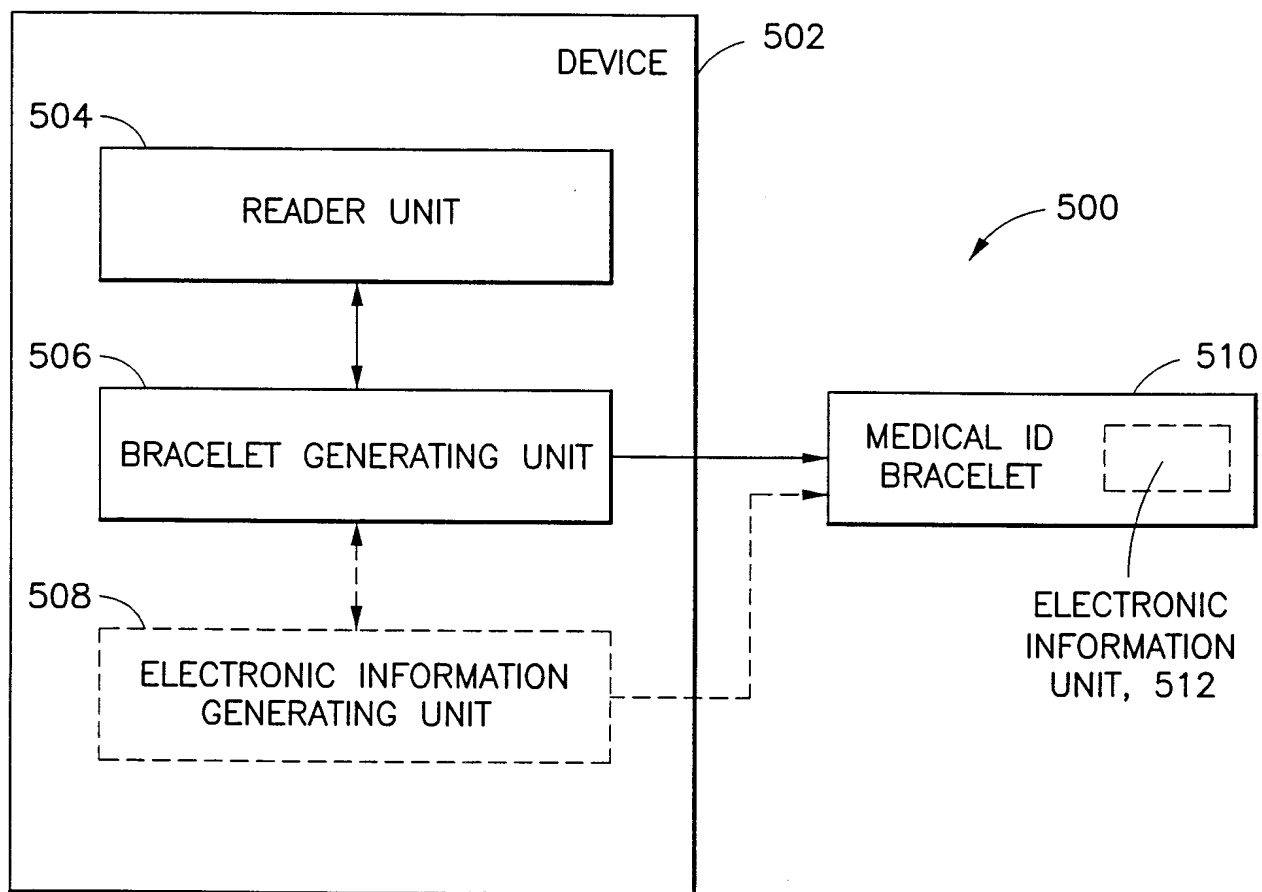 502
DEVICE
504
READER UNIT
500
506
510
BRACELET GENERATING UNIT
MEDICAL ID
BRACELET
508
ELECTRONIC INFORMATION
GENERATING UNIT
ELECTRONIC
INFORMATION
UNIT, 512